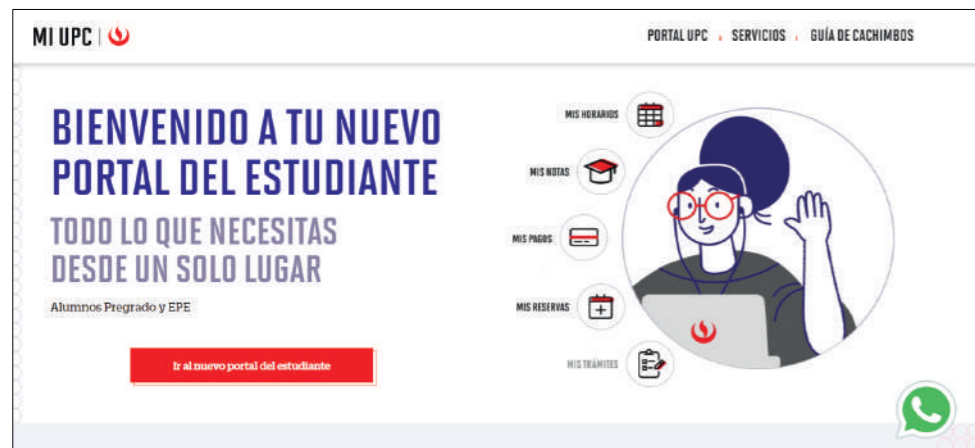 MI UPC
PORTAL UPC
SERVICIOS
GUÍA DE CACHIMBOS
BIENVENIDO A TU NUEVO
PORTAL DEL ESTUDIANTE
TODO LO QUE NECESITAS
DESDE UN SOLO LUGAR
Alumnos Pregrado y EPE
Ir al nuevo portal del estudiante
MIS HORARIOS
MIS NOTAS
MIS PAGOS
MIS RESERVAS
MIS TRÁMITES